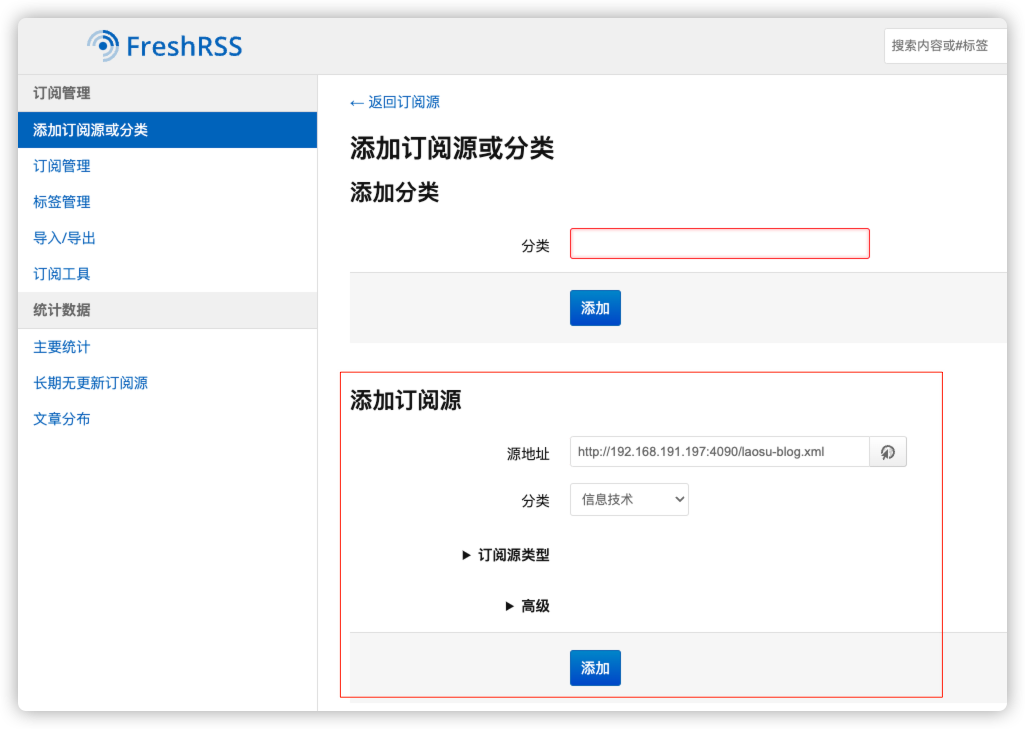 FreshRSS
搜索内容或#标签
订阅管理
添加订阅源或分类
订阅管理
标签管理
导入/导出
订阅工具
统计数据
主要统计
长期无更新订阅源
文章分布
← 返回订阅源
添加订阅源或分类
添加分类
分类
添加
添加订阅源
源地址 http://192.168.191.197:4090/laosu-blog.xml
分类 信息技术
▶ 订阅源类型
▶ 高级
添加